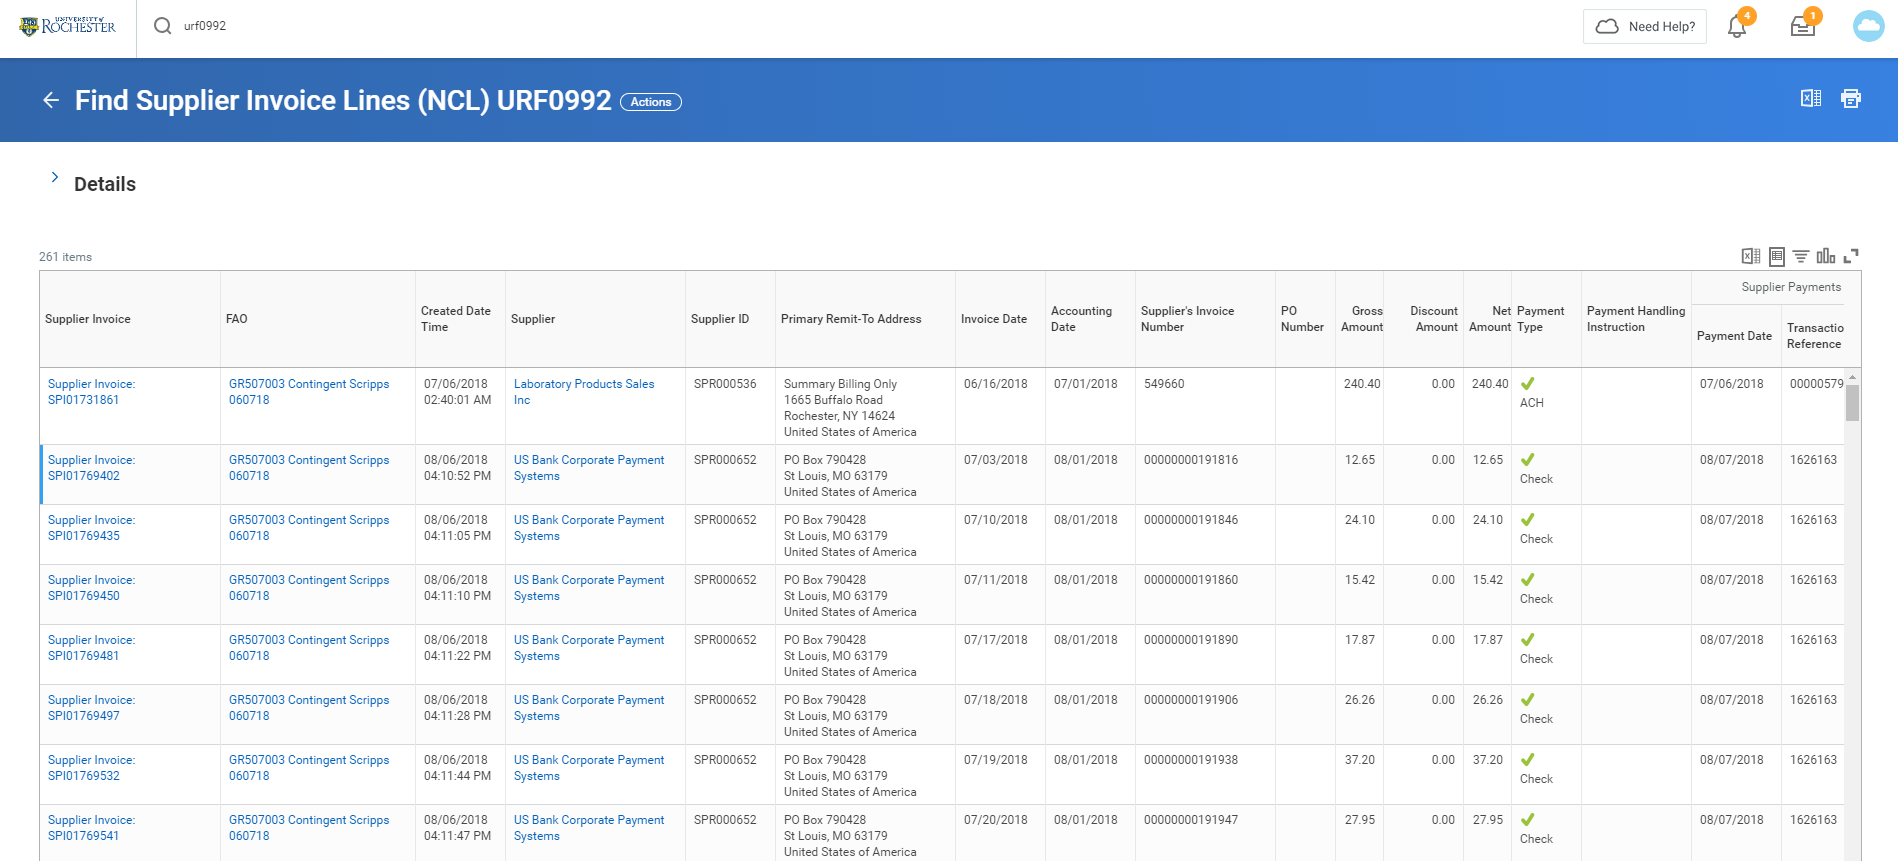 UNIVERSITY of
ROCHESTER
urf0992
Need Help?
4
1
Find Supplier Invoice Lines (NCL) URF0992
Actions
Details
261 items
Supplier Payments
Supplier Invoice
FAO
Created Date
Time
Supplier
Supplier ID
Primary Remit-To Address
Invoice Date
Accounting
Date
Supplier's Invoice
Number
PO
Number
Gross
Amount
Discount
Amount
Net
Amount
Payment
Type
Payment Handling
Instruction
Payment Date
Transactio
Reference
Supplier Invoice:
SPI01731861
GR507003 Contingent Scripps
060718
07/06/2018
02:40:01 AM
Laboratory Products Sales
Inc
SPR000536
Summary Billing Only
1665 Buffalo Road
Rochester, NY 14624
United States of America
06/16/2018
07/01/2018
549660
240.40
0.00
240.40
ACH
07/06/2018
00000579
Supplier Invoice:
SPI01769402
GR507003 Contingent Scripps
060718
08/06/2018
04:10:52 PM
US Bank Corporate Payment
Systems
SPR000652
PO Box 790428
St Louis, MO 63179
United States of America
07/03/2018
08/01/2018
00000000191816
12.65
0.00
12.65
Check
08/07/2018
1626163
Supplier Invoice:
SPI01769435
GR507003 Contingent Scripps
060718
08/06/2018
04:11:05 PM
US Bank Corporate Payment
Systems
SPR000652
PO Box 790428
St Louis, MO 63179
United States of America
07/10/2018
08/01/2018
00000000191846
24.10
0.00
24.10
Check
08/07/2018
1626163
Supplier Invoice:
SPI01769450
GR507003 Contingent Scripps
060718
08/06/2018
04:11:10 PM
US Bank Corporate Payment
Systems
SPR000652
PO Box 790428
St Louis, MO 63179
United States of America
07/11/2018
08/01/2018
00000000191860
15.42
0.00
15.42
Check
08/07/2018
1626163
Supplier Invoice:
SPI01769481
GR507003 Contingent Scripps
060718
08/06/2018
04:11:22 PM
US Bank Corporate Payment
Systems
SPR000652
PO Box 790428
St Louis, MO 63179
United States of America
07/17/2018
08/01/2018
00000000191890
17.87
0.00
17.87
Check
08/07/2018
1626163
Supplier Invoice:
SPI01769497
GR507003 Contingent Scripps
060718
08/06/2018
04:11:28 PM
US Bank Corporate Payment
Systems
SPR000652
PO Box 790428
St Louis, MO 63179
United States of America
07/18/2018
08/01/2018
00000000191906
26.26
0.00
26.26
Check
08/07/2018
1626163
Supplier Invoice:
SPI01769532
GR507003 Contingent Scripps
060718
08/06/2018
04:11:44 PM
US Bank Corporate Payment
Systems
SPR000652
PO Box 790428
St Louis, MO 63179
United States of America
07/19/2018
08/01/2018
00000000191938
37.20
0.00
37.20
Check
08/07/2018
1626163
Supplier Invoice:
SPI01769541
GR507003 Contingent Scripps
060718
08/06/2018
04:11:47 PM
US Bank Corporate Payment
Systems
SPR000652
PO Box 790428
St Louis, MO 63179
United States of America
07/20/2018
08/01/2018
00000000191947
27.95
0.00
27.95
Check
08/07/2018
1626163